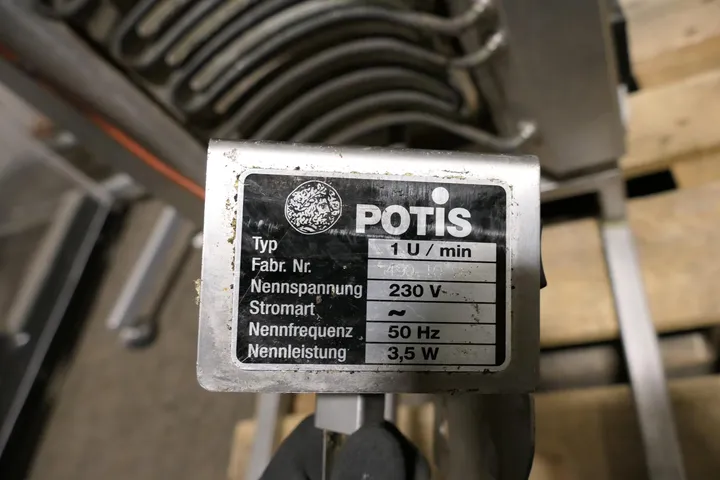 POTIS
Typ 1 U / min
Fabr. Nr.
Nennspannung 230 V~
Stromart ~
Nennfrequenz 50 Hz
Nennleistung 3,5 W